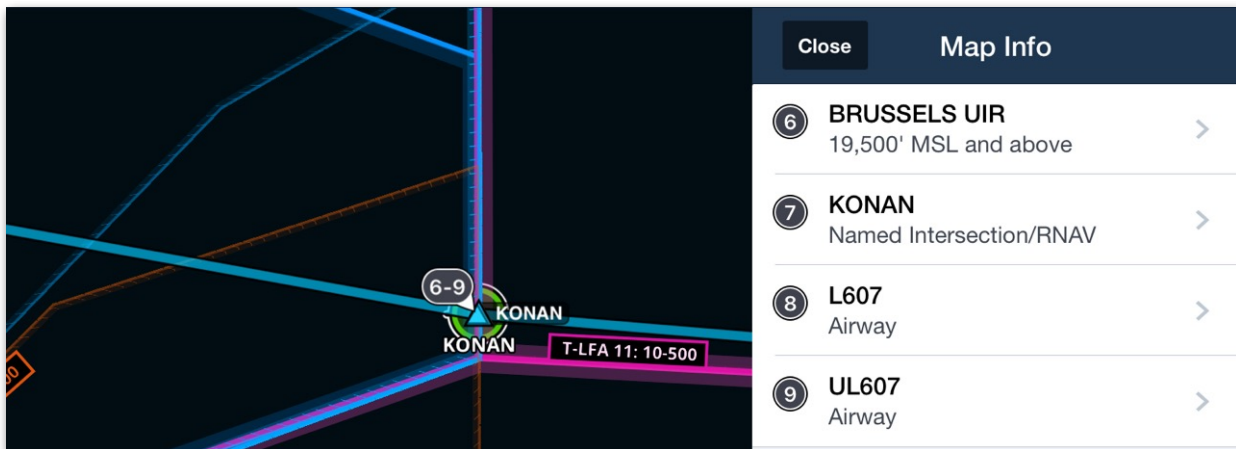 6-9
KONAN
KONAN
T-LFA 11: 10-500
00
Close
Map Info
6
BRUSSELS UIR
19,500' MSL and above
7
KONAN
Named Intersection/RNAV
8
L607
Airway
9
UL607
Airway